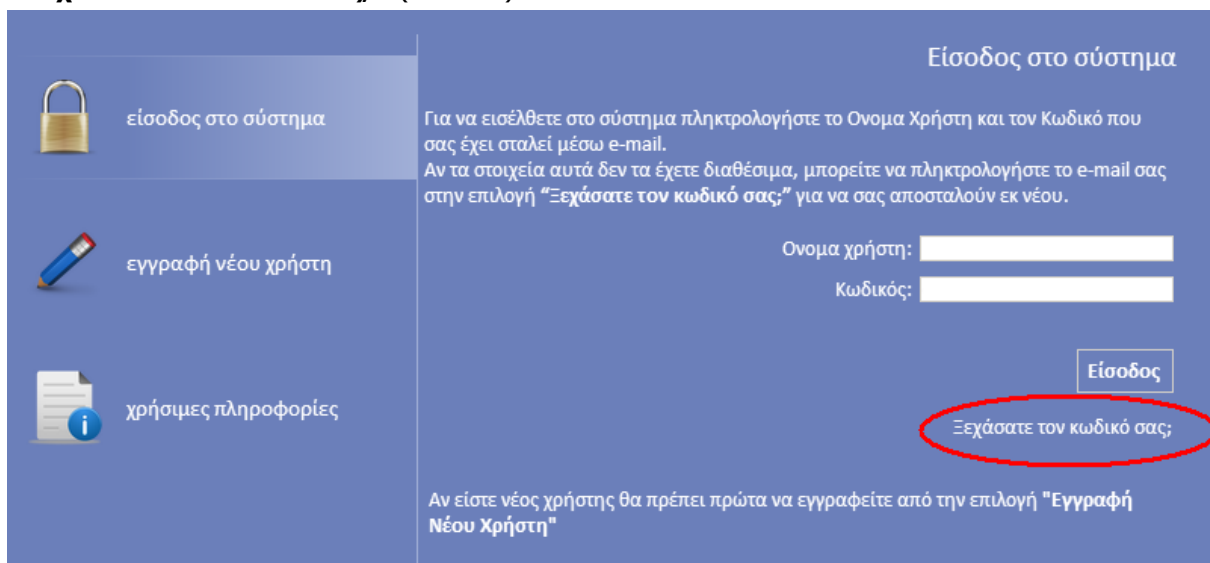 Είσοδος στο σύστημα
είσοδος στο σύστημα
Για να εισέλθετε στο σύστημα πληκτρολογήστε το Ονομα Χρήστη και τον Κωδικό που
σας έχει σταλεί μέσω e-mail.
Αν τα στοιχεία αυτά δεν τα έχετε διαθέσιμα, μπορείτε να πληκτρολογήστε το e-mail σας
στην επιλογή “Ξεχάσατε τον κωδικό σας;” για να σας αποσταλούν εκ νέου.
εγγραφή νέου χρήστη
Ονομα χρήστη:
Κωδικός:
Είσοδος
χρήσιμες πληροφορίες
Ξεχάσατε τον κωδικό σας;
Αν είστε νέος χρήστης θα πρέπει πρώτα να εγγραφείτε από την επιλογή "Εγγραφή
Νέου Χρήστη"